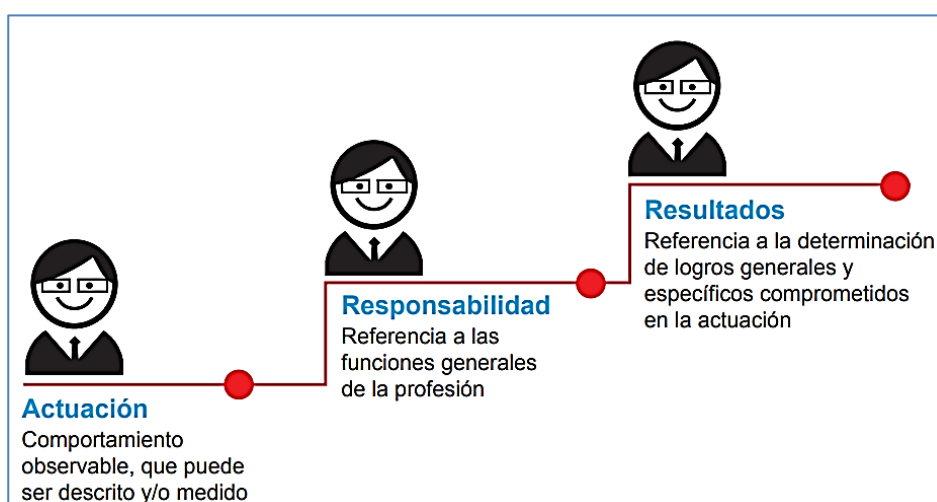 Actuación
Comportamiento
observable, que puede
ser descrito y/o medido
Responsabilidad
Referencia a las
funciones generales
de la profesión
Resultados
Referencia a la determinación
de logros generales y
específicos comprometidos
en la actuación